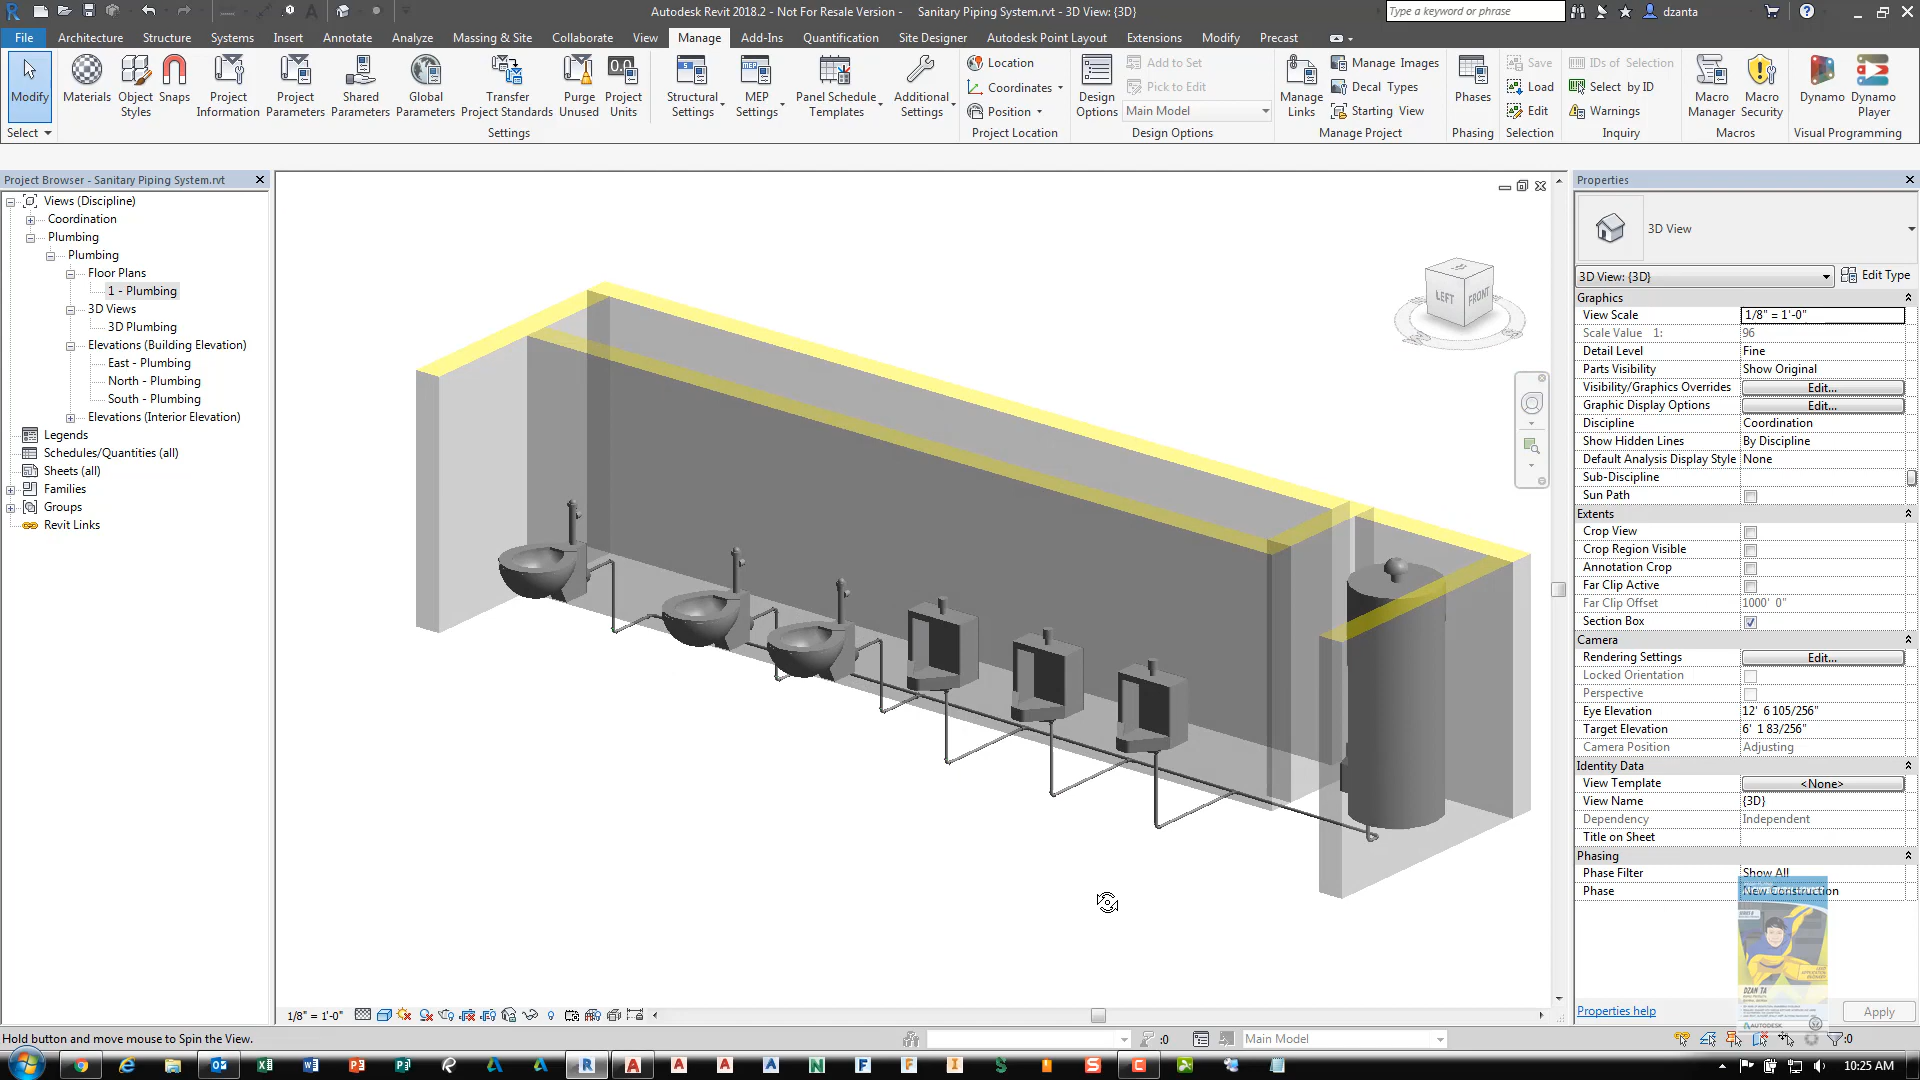 Autodesk Revit 2018.2 - Not For Resale Version -    Sanitary Piping System.rvt - 3D View: {3D}
Type a keyword or phrase
dzanta
File Architecture Structure Systems Insert Annotate Analyze Massing & Site Collaborate View Manage Add-Ins Quantification Site Designer Autodesk Point Layout Extensions Modify Precast
Modify
Select
Materials
Object Styles
Snaps
Project Information
Project Parameters
Shared Parameters
Global Parameters
Transfer Project Standards
Purge Unused
Project Units
Settings
Structural Settings
MEP Settings
Panel Schedule Templates
Additional Settings
Location
Coordinates
Position
Project Location
Design Options
Add to Set
Pick to Edit
Main Model
Design Options
Manage Links
Manage Images
Decal Types
Starting View
Manage Project
Phases
Phasing
Save
Load
Edit
Selection
IDs of Selection
Select by ID
Warnings
Inquiry
Macro Manager
Macro Security
Macros
Dynamo
Dynamo Player
Visual Programming
Project Browser - Sanitary Piping System.rvt
Views (Discipline)
Coordination
Plumbing
Plumbing
Floor Plans
1 - Plumbing
3D Views
3D Plumbing
Elevations (Building Elevation)
East - Plumbing
North - Plumbing
South - Plumbing
Elevations (Interior Elevation)
Legends
Schedules/Quantities (all)
Sheets (all)
Families
Groups
Revit Links
LEFT
FRONT
Properties
3D View
3D View: {3D}
Edit Type
Graphics
View Scale 1/8" = 1'-0"
Scale Value 1: 96
Detail Level Fine
Parts Visibility Show Original
Visibility/Graphics Overrides Edit...
Graphic Display Options Edit...
Discipline Coordination
Show Hidden Lines By Discipline
Default Analysis Display Style None
Sub-Discipline
Sun Path
Extents
Crop View
Crop Region Visible
Annotation Crop
Far Clip Active
Far Clip Offset 1000' 0"
Section Box
Camera
Rendering Settings Edit...
Locked Orientation
Perspective
Eye Elevation 12' 6 105/256"
Target Elevation 6' 1 83/256"
Camera Position Adjusting
Identity Data
View Template <None>
View Name {3D}
Dependency Independent
Title on Sheet
Phasing
Phase Filter Show All
Phase New Construction
DZAN TA
AUTODESK
Properties help
Apply
1/8" = 1'-0"
Hold button and move mouse to Spin the View.
:0
Main Model
:0
10:25 AM